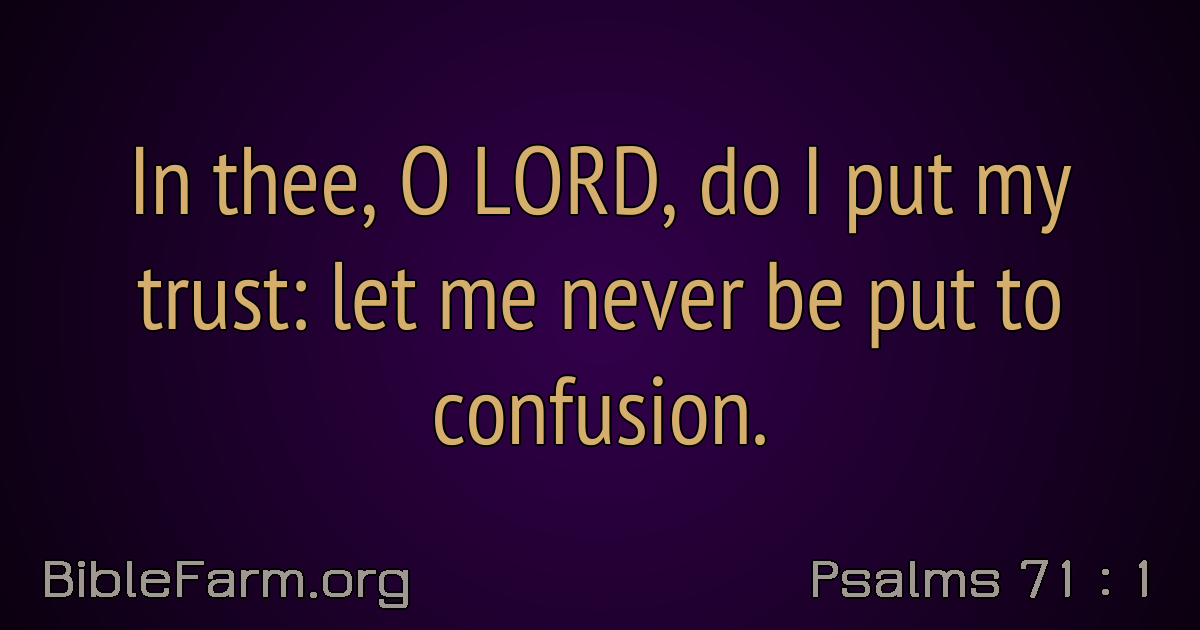 In thee, O LORD, do I put my
trust: let me never be put to
confusion.
BibleFarm.org
Psalms 71 : 1